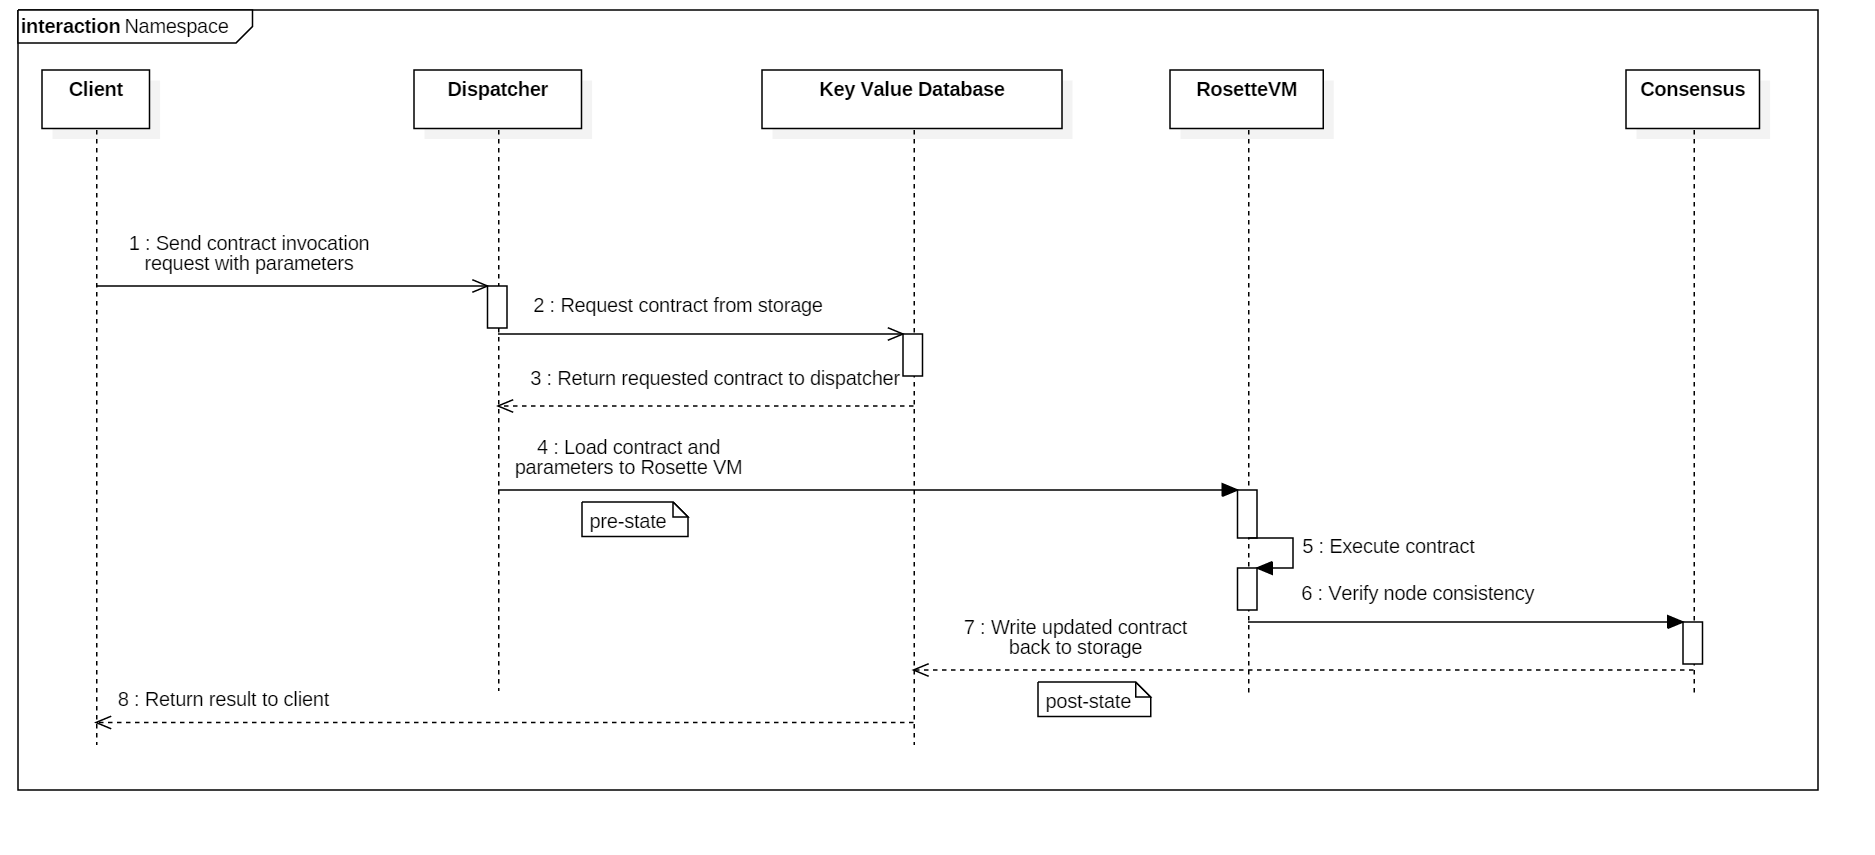 interaction Namespace
Client
Dispatcher
Key Value Database
RosetteVM
Consensus
1 : Send contract invocation
request with parameters
2 : Request contract from storage
3 : Return requested contract to dispatcher
4 : Load contract and
parameters to Rosette VM
pre-state
5 : Execute contract
6 : Verify node consistency
7 : Write updated contract
back to storage
post-state
8 : Return result to client